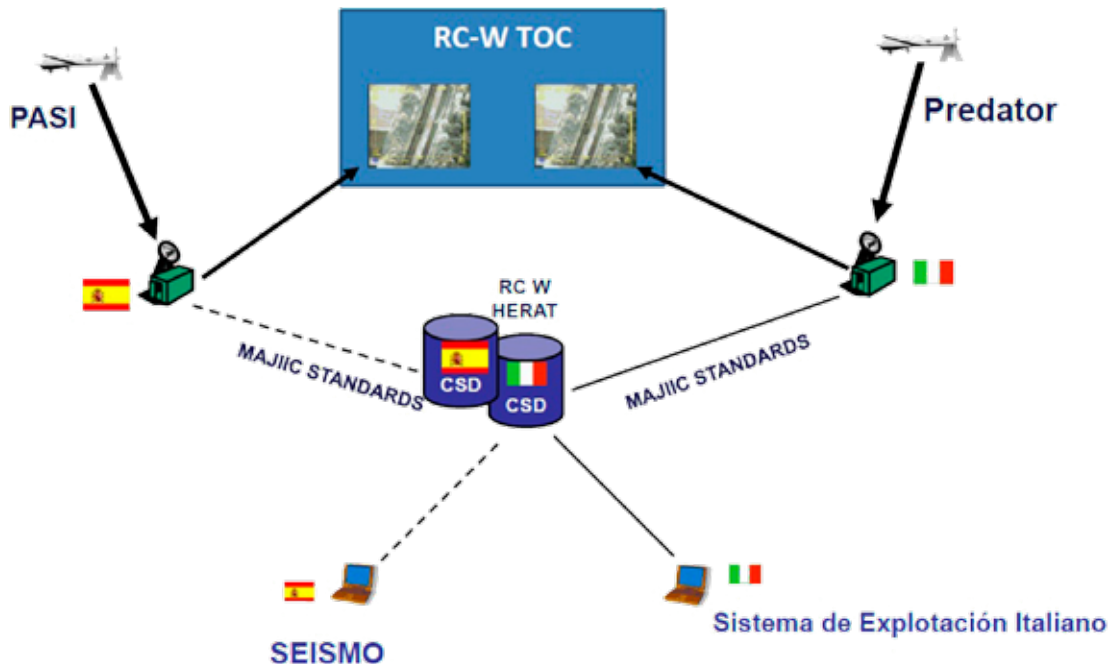 RC-W TOC
PASI
Predator
RC W
HERAT
MAJIIC STANDARDS
MAJIIC STANDARDS
CSD
CSD
SEISMO
Sistema de Explotación Italiano